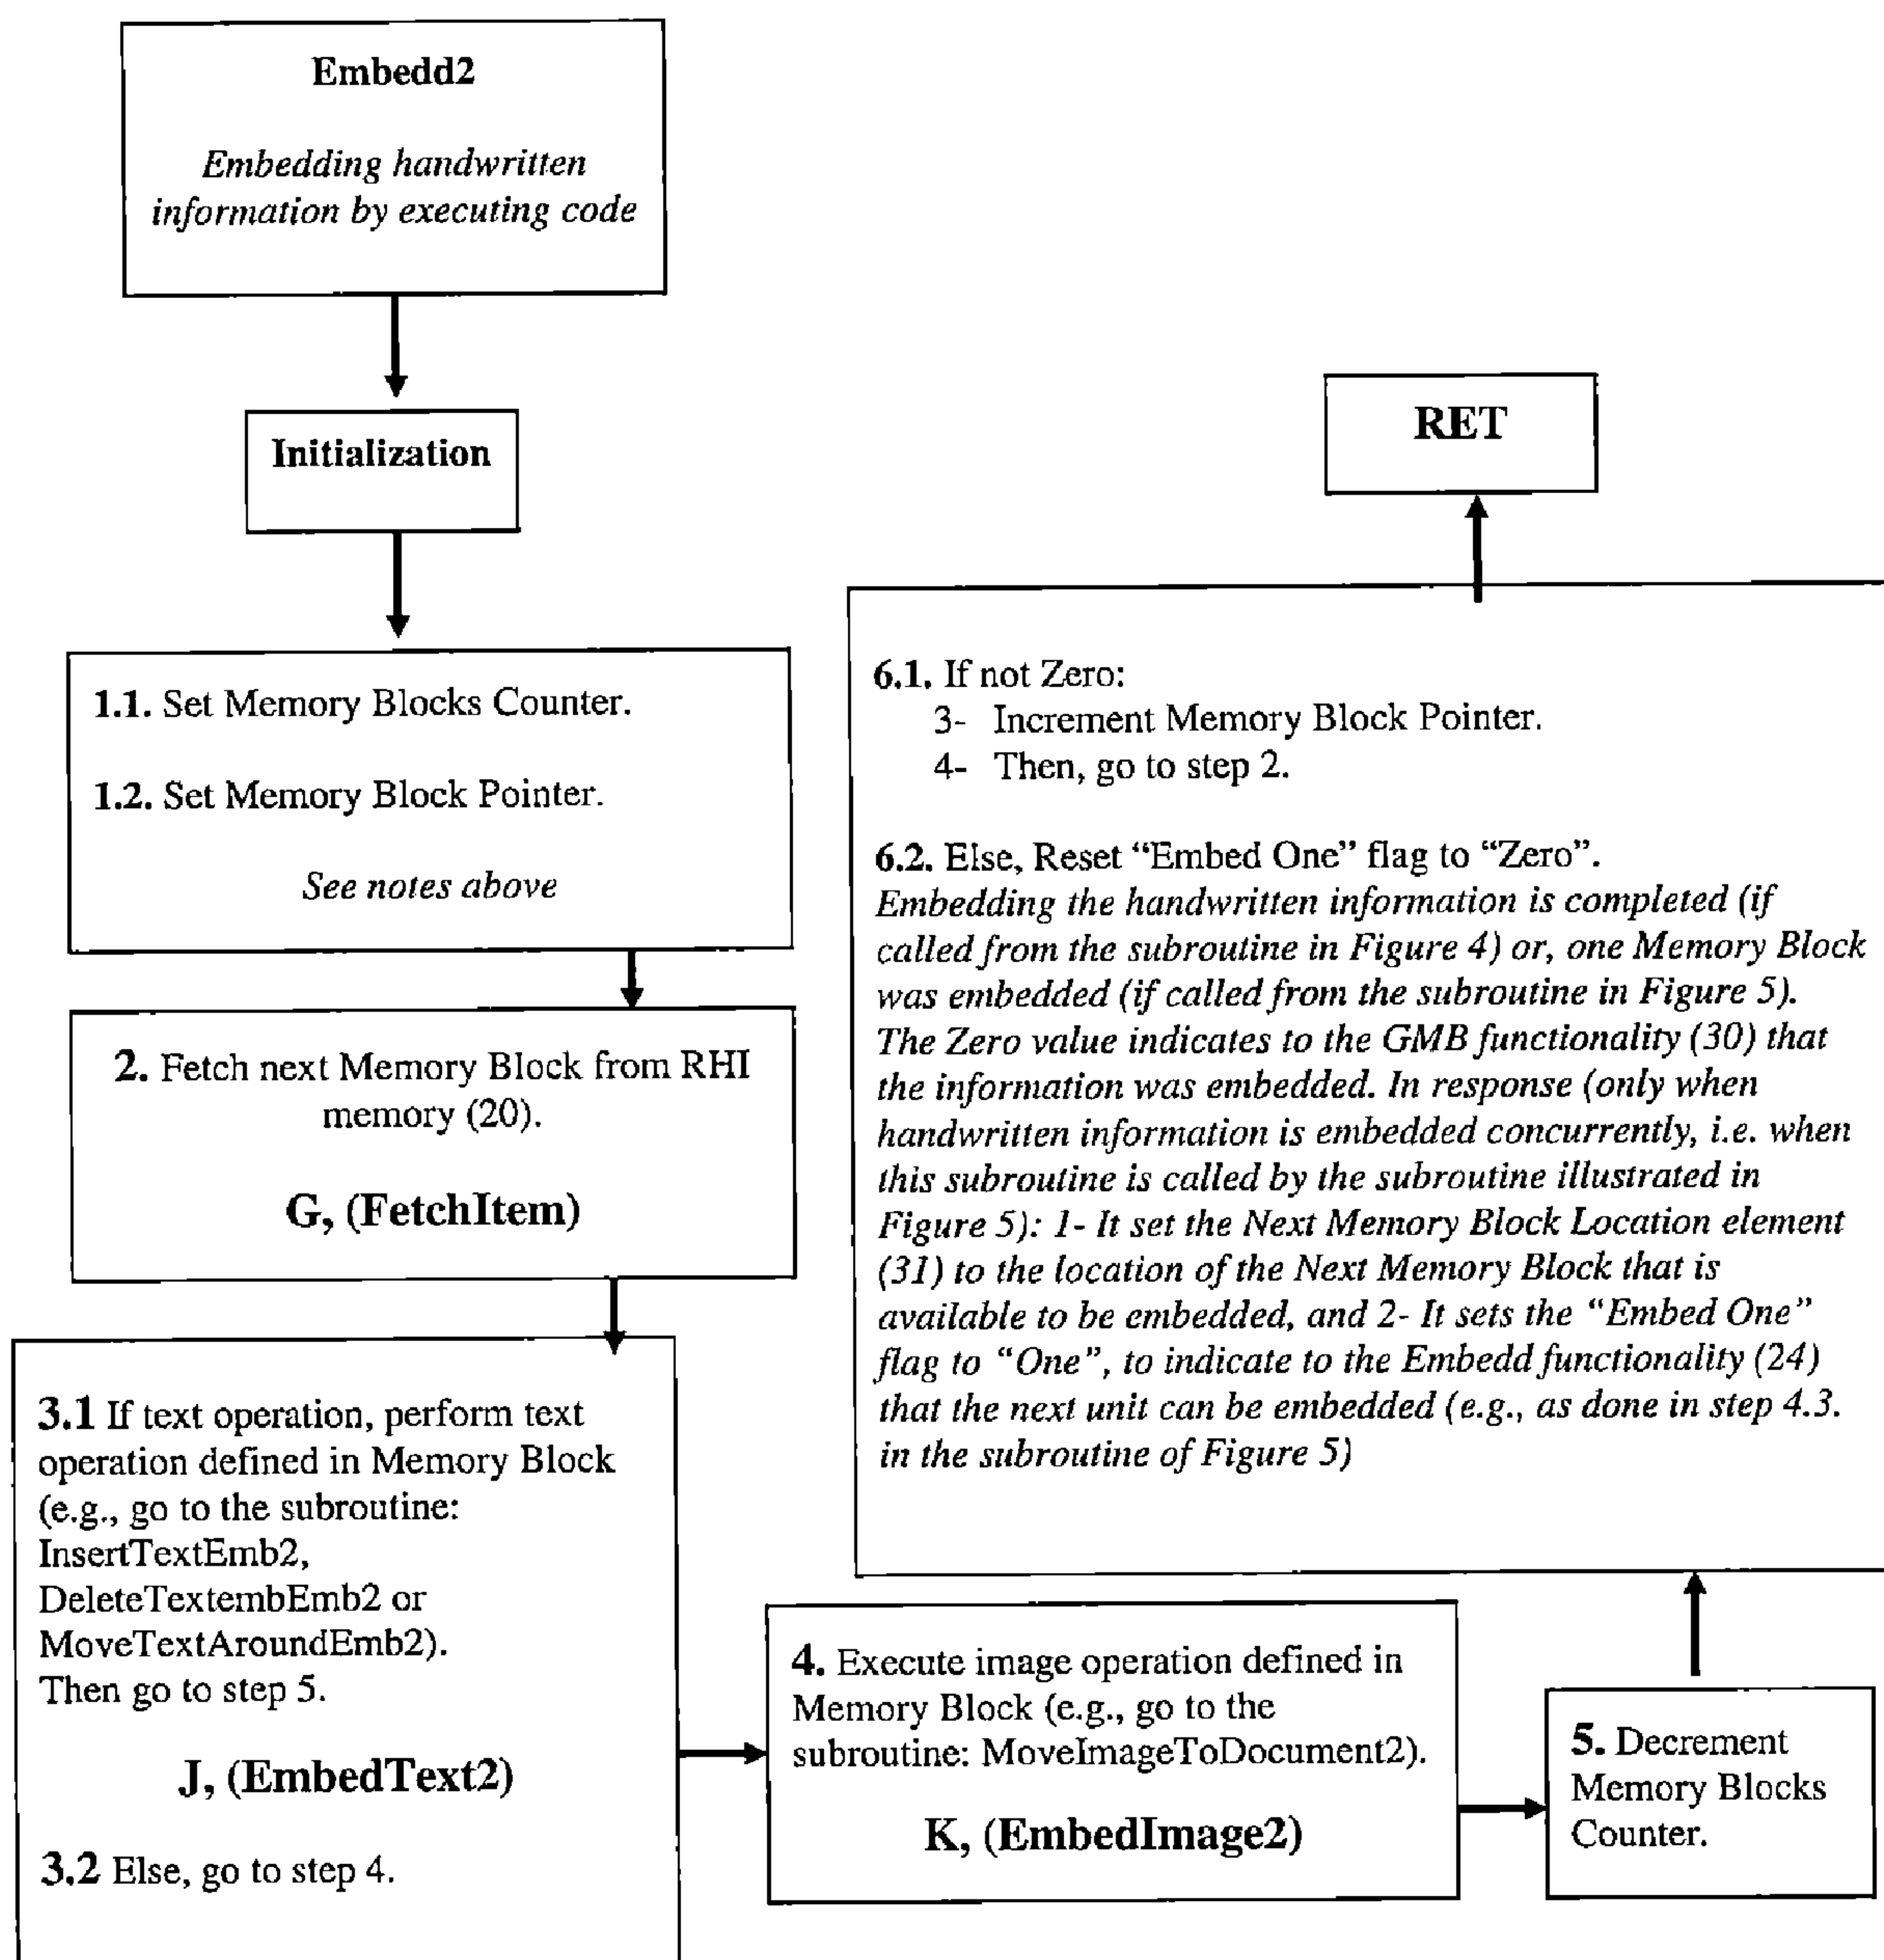 Embedd2
Embedding handwritten
information by executing code
Initialization
1.1. Set Memory Blocks Counter.
1.2. Set Memory Block Pointer.
See notes above
2. Fetch next Memory Block from RHI
memory (20).
G, (FetchItem)
3.1 If text operation, perform text
operation defined in Memory Block
(e.g., go to the subroutine:
InsertTextEmb2,
DeleteTextembEmb2 or
MoveTextAroundEmb2).
Then go to step 5.
J, (EmbedText2)
3.2 Else, go to step 4.
4. Execute image operation defined in
Memory Block (e.g., go to the
subroutine: MoveImageToDocument2).
K, (EmbedImage2)
5. Decrement
Memory Blocks
Counter.
6.1. If not Zero:
3- Increment Memory Block Pointer.
4- Then, go to step 2.
6.2. Else, Reset “Embed One” flag to “Zero”.
Embedding the handwritten information is completed (if
called from the subroutine in Figure 4) or, one Memory Block
was embedded (if called from the subroutine in Figure 5).
The Zero value indicates to the GMB functionality (30) that
the information was embedded. In response (only when
handwritten information is embedded concurrently, i.e. when
this subroutine is called by the subroutine illustrated in
Figure 5): 1- It set the Next Memory Block Location element
(31) to the location of the Next Memory Block that is
available to be embedded, and 2- It sets the “Embed One”
flag to “One”, to indicate to the Embedd functionality (24)
that the next unit can be embedded (e.g., as done in step 4.3.
in the subroutine of Figure 5)
RET